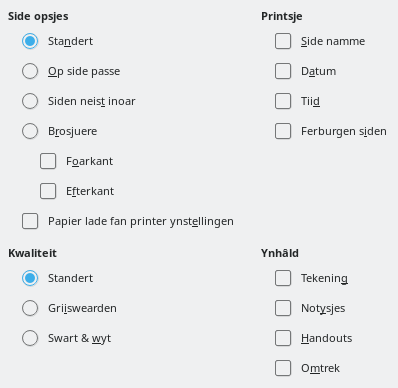 Side opsjes
Standert
Op side passe
Siden neist inoar
Brosjuere
Foarkant
Efterkant
Papier lade fan printer ynstellingen
Printsje
Side namme
Datum
Tiid
Ferburgen siden
Kwaliteit
Standert
Griiswearden
Swart & wyt
Ynhâld
Tekening
Notysjes
Handouts
Omtrek